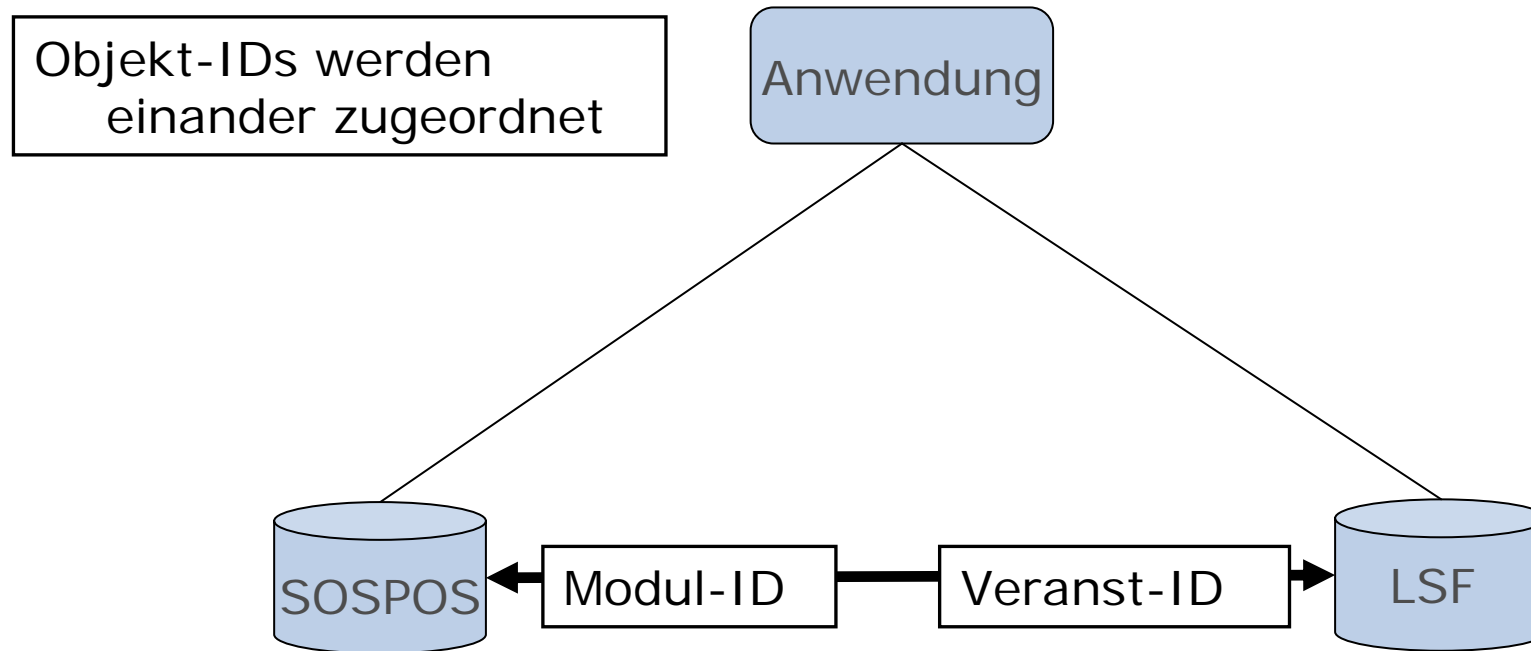 Objekt-IDs werden
einander zugeordnet
Anwendung
SOSPOS
Modul-ID
Veranst-ID
LSF